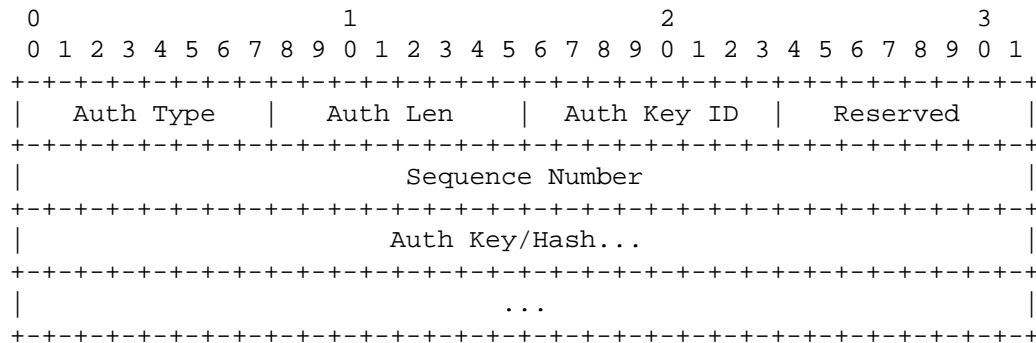 0                   1                   2                   3
 0 1 2 3 4 5 6 7 8 9 0 1 2 3 4 5 6 7 8 9 0 1 2 3 4 5 6 7 8 9 0 1
+-+-+-+-+-+-+-+-+-+-+-+-+-+-+-+-+-+-+-+-+-+-+-+-+-+-+-+-+-+-+-+-+
|   Auth Type   |   Auth Len    |  Auth Key ID  |   Reserved    |
+-+-+-+-+-+-+-+-+-+-+-+-+-+-+-+-+-+-+-+-+-+-+-+-+-+-+-+-+-+-+-+-+
|                        Sequence Number                        |
+-+-+-+-+-+-+-+-+-+-+-+-+-+-+-+-+-+-+-+-+-+-+-+-+-+-+-+-+-+-+-+-+
|                       Auth Key/Hash...                        |
+-+-+-+-+-+-+-+-+-+-+-+-+-+-+-+-+-+-+-+-+-+-+-+-+-+-+-+-+-+-+-+-+
|                              ...                              |
+-+-+-+-+-+-+-+-+-+-+-+-+-+-+-+-+-+-+-+-+-+-+-+-+-+-+-+-+-+-+-+-+